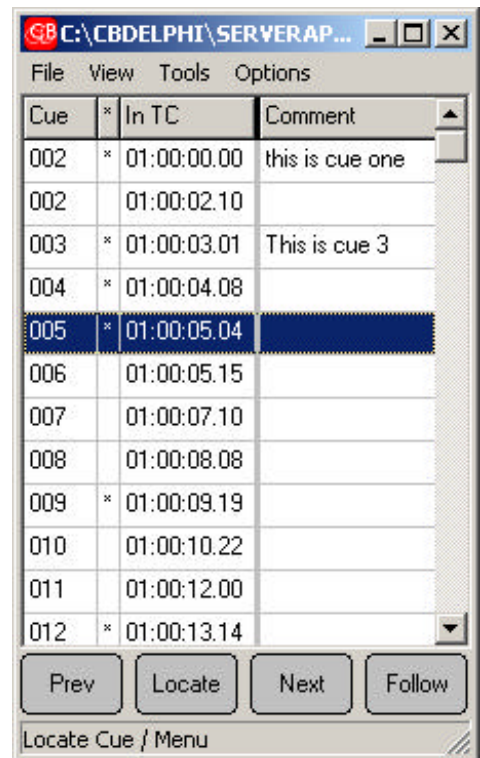 GB C:\CBDELPHI\SERVERAP...
File View Tools Options
Cue * In TC Comment
002 * 01:00:00.00 this is cue one
002 01:00:02.10
003 * 01:00:03.01 This is cue 3
004 * 01:00:04.08
005 * 01:00:05.04
006 01:00:05.15
007 01:00:07.10
008 01:00:08.08
009 * 01:00:09.19
010 01:00:10.22
011 01:00:12.00
012 * 01:00:13.14
Prev Locate Next Follow
Locate Cue / Menu